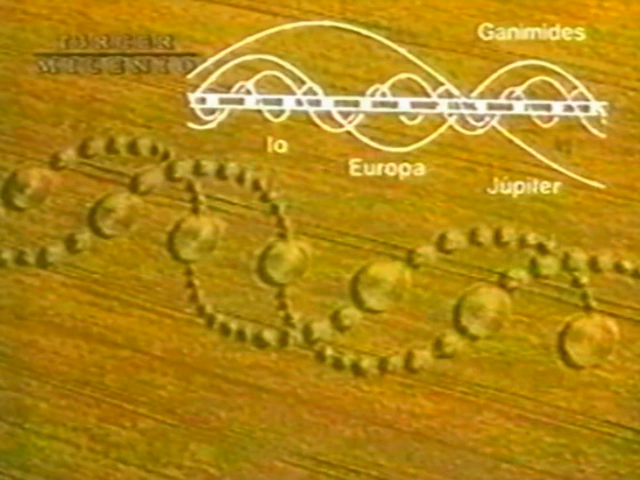 TERCER
MILENIO
Ganimides
Io
Europa
Júpiter